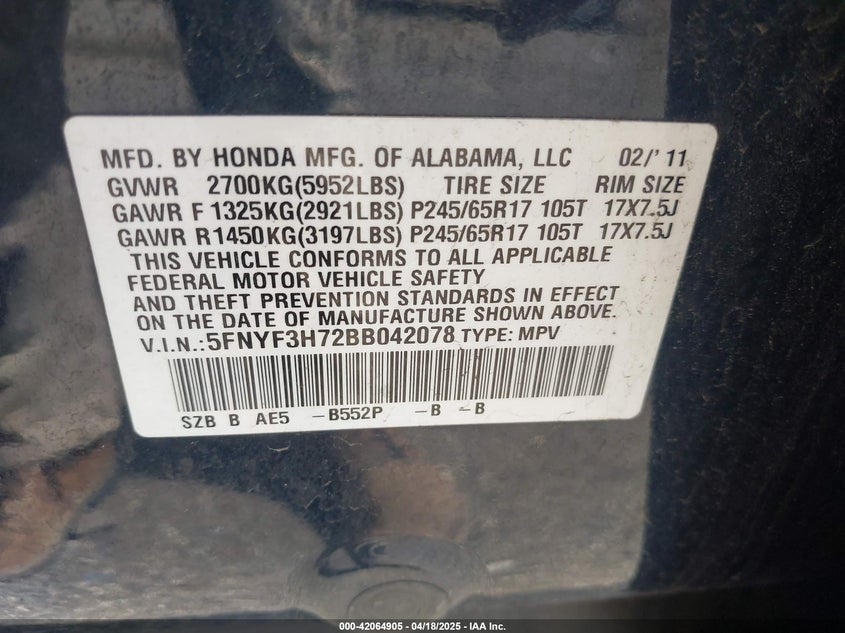 MFD. BY HONDA MFG. OF ALABAMA, LLC 02/'11
GVWR 2700KG(5952LBS) TIRE SIZE RIM SIZE
GAWR F 1325KG(2921LBS) P245/65R17 105T 17X7.5J
GAWR R1450KG(3197LBS) P245/65R17 105T 17X7.5J
THIS VEHICLE CONFORMS TO ALL APPLICABLE
FEDERAL MOTOR VEHICLE SAFETY
AND THEFT PREVENTION STANDARDS IN EFFECT
ON THE DATE OF MANUFACTURE SHOWN ABOVE.
V.I.N.:5FNYF3H72BB042078 TYPE: MPV
SZB B AE5 -B552P -B -B
000-42064905 / 04/18/2025 - IAA Inc.